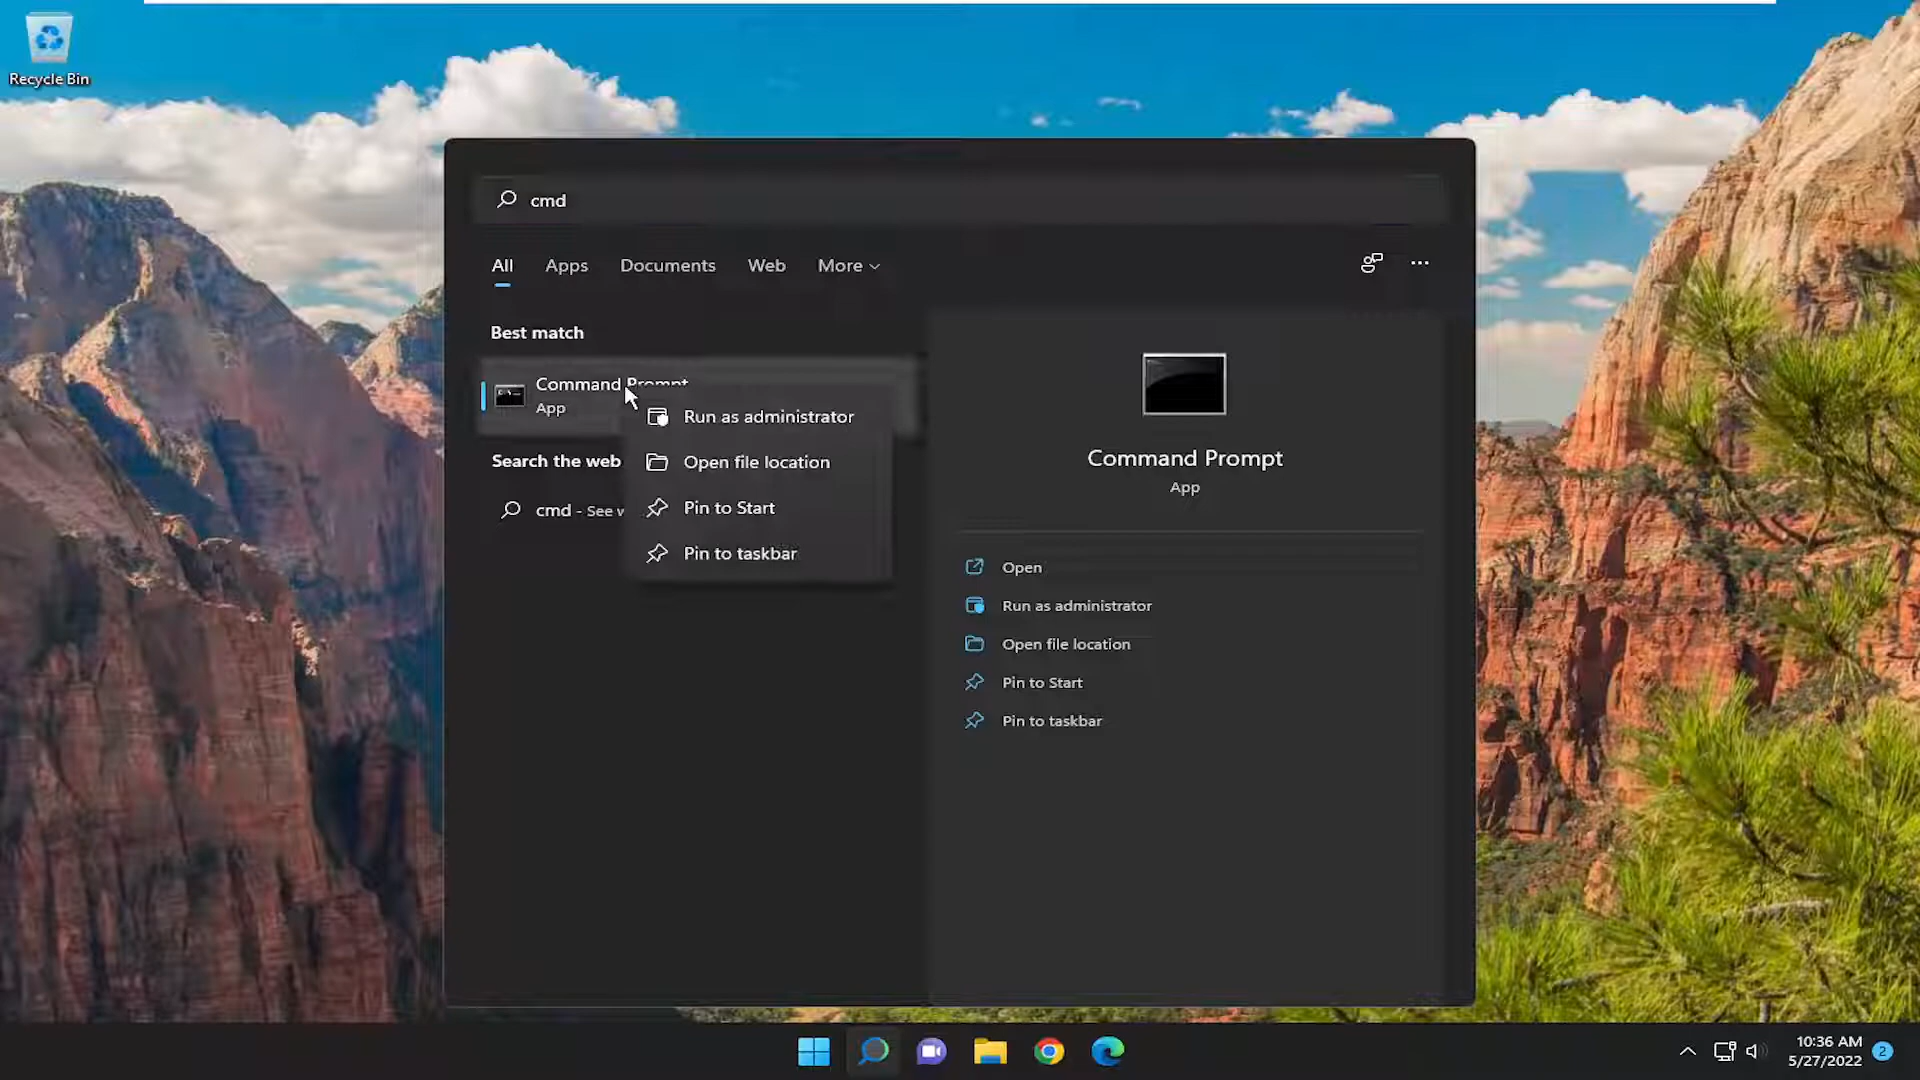 Recycle Bin
cmd
All Apps Documents Web More
Best match
Command Prompt
App
Run as administrator
Open file location
Pin to Start
Pin to taskbar
Search the web
cmd - See w
Command Prompt
App
Open
Run as administrator
Open file location
Pin to Start
Pin to taskbar
10:36 AM
5/27/2022
2